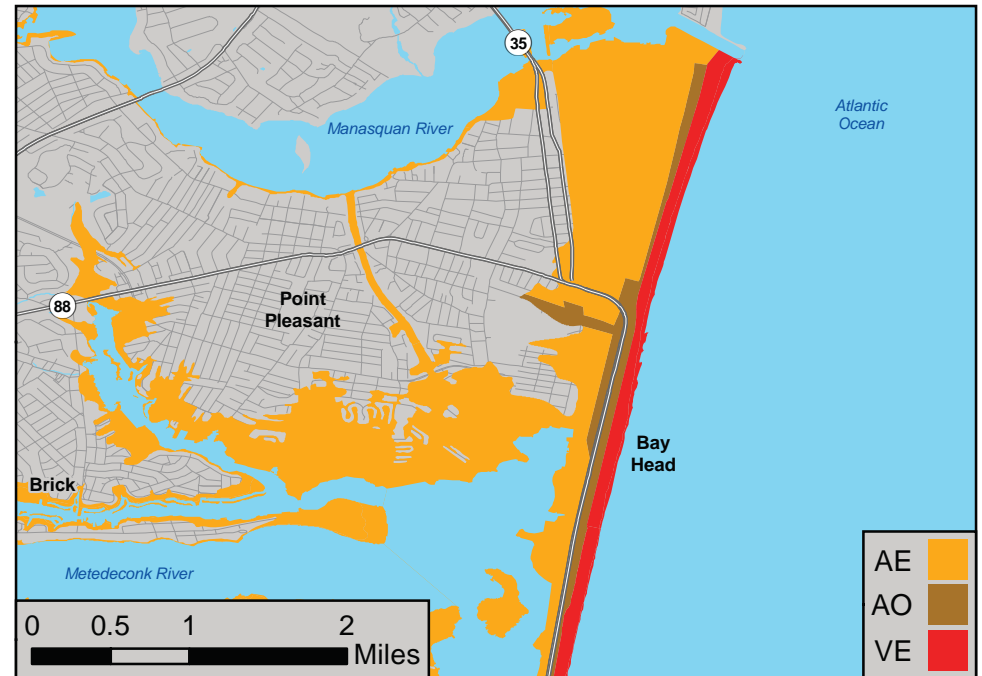 35
Manasquan River
Atlantic
Ocean
88
Point
Pleasant
Bay
Head
Brick
Metedeconk River
AE
AO
VE
0 0.5 1 2
Miles